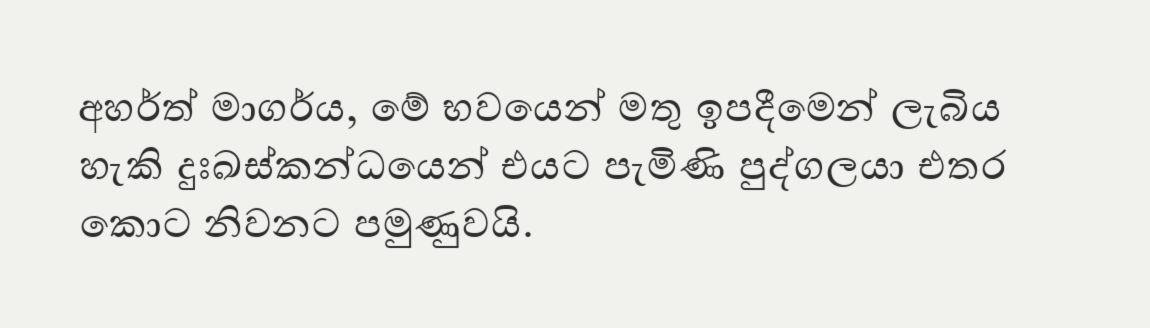 අහර්ත් මාගර්ය, මේ භවයෙන් මතු ඉපදීමෙන් ලැබිය
හැකි දුඃඛස්කන්ධයෙන් එයට පැමිණි පුද්ගලයා එතර
කොට නිවනට පමුණුවයි.